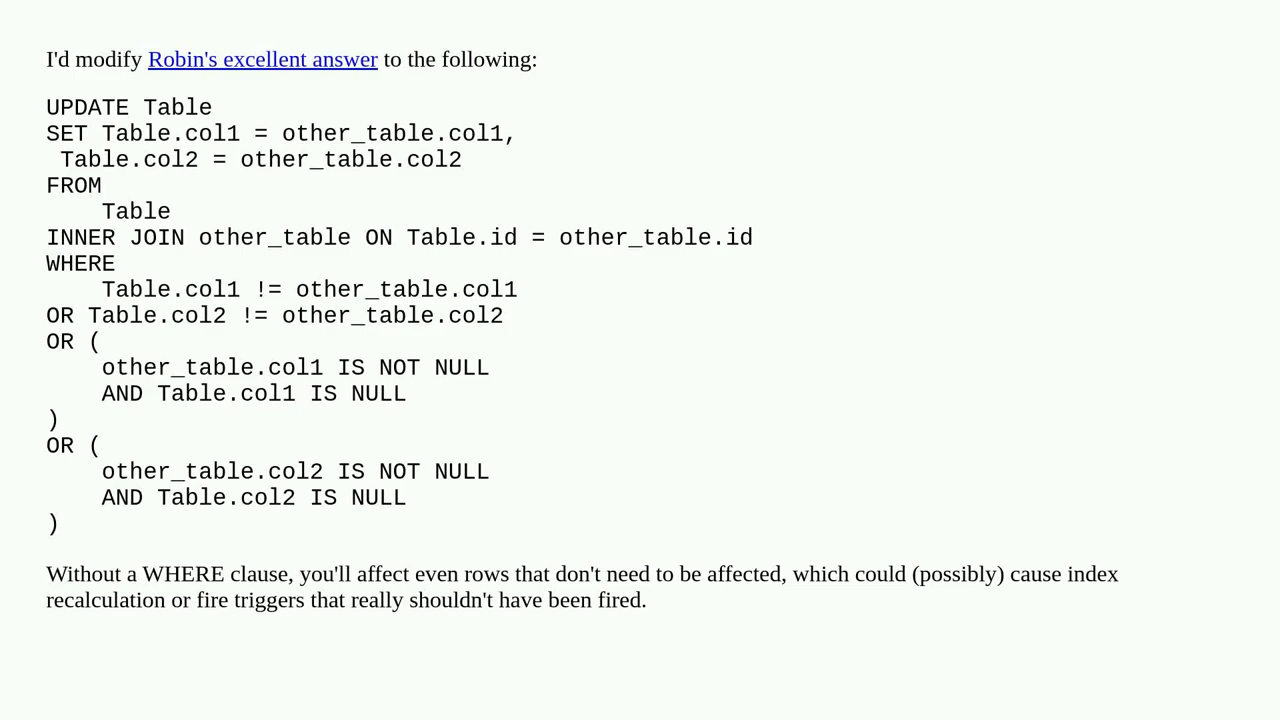 I'd modify Robin's excellent answer to the following:
UPDATE Table
SET Table.col1 = other_table.col1,
 Table.col2 = other_table.col2
FROM
    Table
INNER JOIN other_table ON Table.id = other_table.id
WHERE
    Table.col1 != other_table.col1
OR Table.col2 != other_table.col2
OR (
    other_table.col1 IS NOT NULL
    AND Table.col1 IS NULL
)
OR (
    other_table.col2 IS NOT NULL
    AND Table.col2 IS NULL
)
Without a WHERE clause, you'll affect even rows that don't need to be affected, which could (possibly) cause index
recalculation or fire triggers that really shouldn't have been fired.